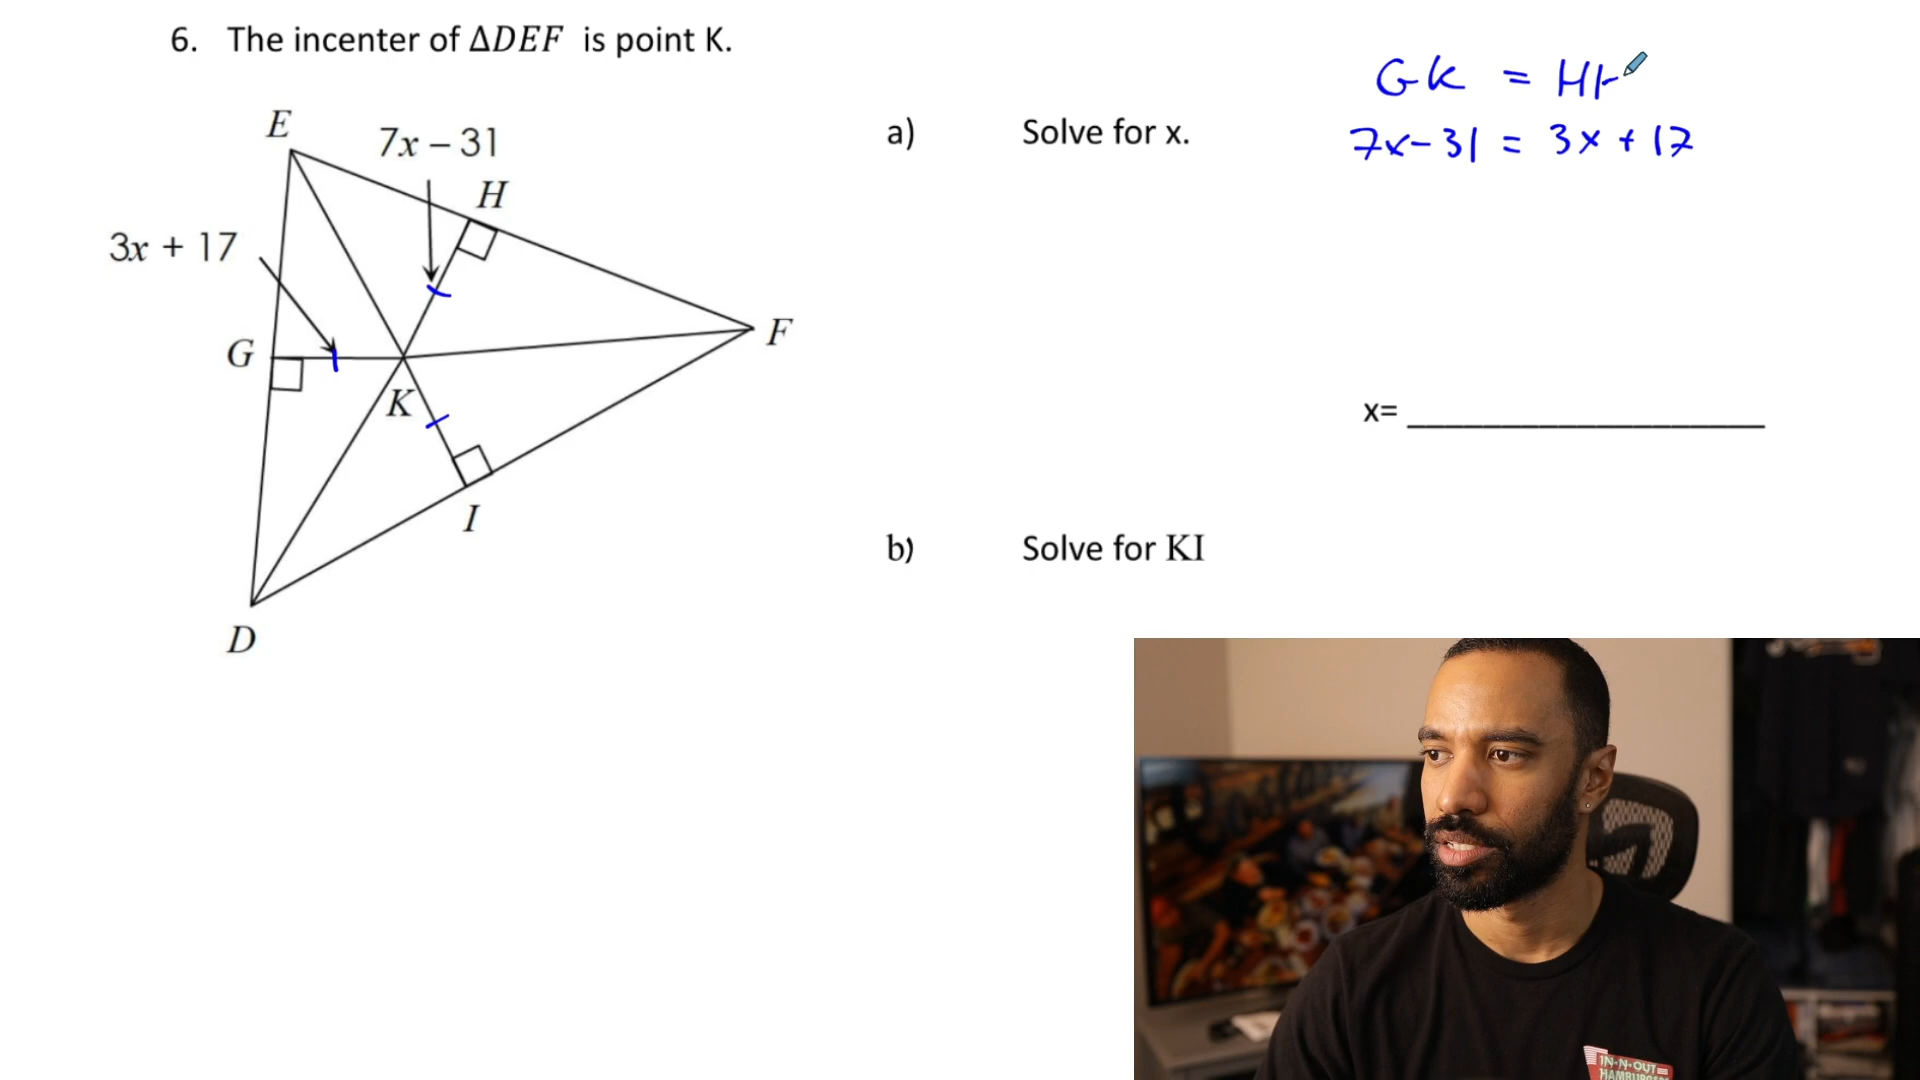 6. The incenter of ΔDEF is point K.
GK = HK
7x-31 = 3x + 17
a) Solve for x.
E
7x – 31
H
3x + 17
G
F
K
x= ____________________
I
b) Solve for KI
D
IN-N-OUT